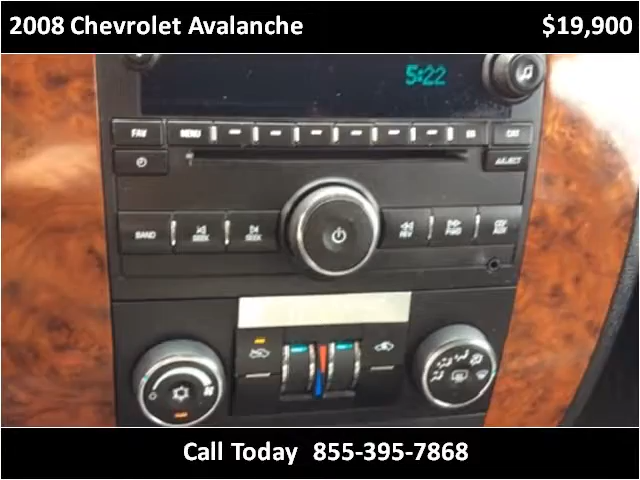 2008 Chevrolet Avalanche $19,900
5:22
FAV MENU CAT
BAND SEEK SEEK REV FWD CD/AUX
Call Today 855-395-7868